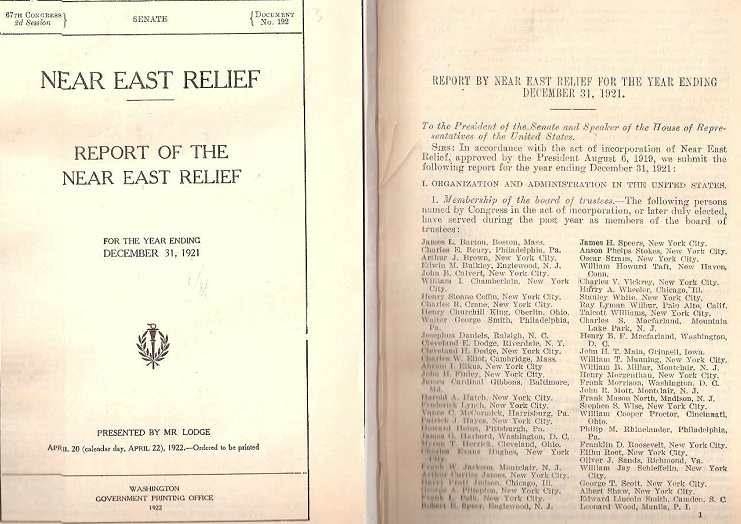 67TH CONGRESS
2d Session
SENATE
DOCUMENT
No. 192
NEAR EAST RELIEF
REPORT OF THE
NEAR EAST RELIEF
FOR THE YEAR ENDING
DECEMBER 31, 1921
PRESENTED BY MR. LODGE
APRIL 20 (calendar day, APRIL 22), 1922.—Ordered to be printed
WASHINGTON
GOVERNMENT PRINTING OFFICE
1922
REPORT BY NEAR EAST RELIEF FOR THE YEAR ENDING
DECEMBER 31, 1921.
To the President of the Senate and Speaker of the House of Repre-
sentatives of the United States.
SIRS: In accordance with the act of incorporation of Near East
Relief, approved by the President August 6, 1919, we submit the
following report for the year ending December 31, 1921:
I. ORGANIZATION AND ADMINISTRATION IN THE UNITED STATES.
1. Membership of the board of trustees.—The following persons
named by Congress in the act of incorporation, or later duly elected,
have served during the past year as members of the board of
trustees:
James L. Barton, Boston, Mass.
Charles E. Beury, Philadelphia, Pa.
Arthur J. Brown, New York City.
Edwin M. Bulkley, Englewood, N. J.
John B. Calvert, New York City.
William I. Chamberlain, New York
City.
Henry Sloane Coffin, New York City.
Charles R. Crane, New York City.
Henry Churchill King, Oberlin, Ohio.
Walter George Smith, Philadelphia,
Pa.
Josephus Daniels, Raleigh, N. C.
Cleveland E. Dodge, Riverdale, N. Y.
Cleveland H. Dodge, New York City.
Charles W. Eliot, Cambridge, Mass.
Abram I. Elkus, New York City.
John H. Finley, New York City.
James Cardinal Gibbons, Baltimore,
Md.
Harold A. Hatch, New York City.
Frederick Lynch, New York City.
Vance C. McCormick, Harrisburg, Pa.
Patrick J. Hayes, New York City.
Howard Heinz, Pittsburgh, Pa.
James G. Harbord, Washington, D. C.
Myron T. Herrick, Cleveland, Ohio.
Charles Evans Hughes, New York
City.
Frank W. Jackson, Montclair, N. J.
Arthur Curtiss James, New York City.
Harry Pratt Judson, Chicago, Ill.
New York City.
Frank L. Polk, New York City.
Robert E. Speer, Englewood, N. J.
James H. Speers, New York City.
Anson Phelps Stokes, New York City.
Oscar Straus, New York City.
William Howard Taft, New Haven,
Conn.
Charles V. Vickrey, New York City.
Harry A. Wheeler, Chicago, Ill.
Stanley White, New York City.
Ray Lyman Wilbur, Palo Alto, Calif.
Talcott Williams, New York City.
Charles S. Macfarland, Mountain
Lake Park, N. J.
Henry B. F. Macfarland, Washington,
D. C.
John H. T. Main, Grinnell, Iowa.
William T. Manning, New York City.
William B. Millar, Montclair, N. J.
Henry Morgenthau, New York City.
Frank Morrison, Washington, D. C.
John R. Mott, Montclair, N. J.
Frank Mason North, Madison, N. J.
Stephen S. Wise, New York City.
William Cooper Proctor, Cincinnati,
Ohio.
Philip M. Rhinelander, Philadelphia,
Pa.
Franklin D. Roosevelt, New York City.
Elihu Root, New York City.
Oliver J. Sands, Richmond, Va.
William Jay Schieffelin, New York
City.
George T. Scott, New York City.
Albert Shaw, New York City.
Edward Lincoln Smith, Camden, S. C.
Leonard Wood, Manila, P. I.
1